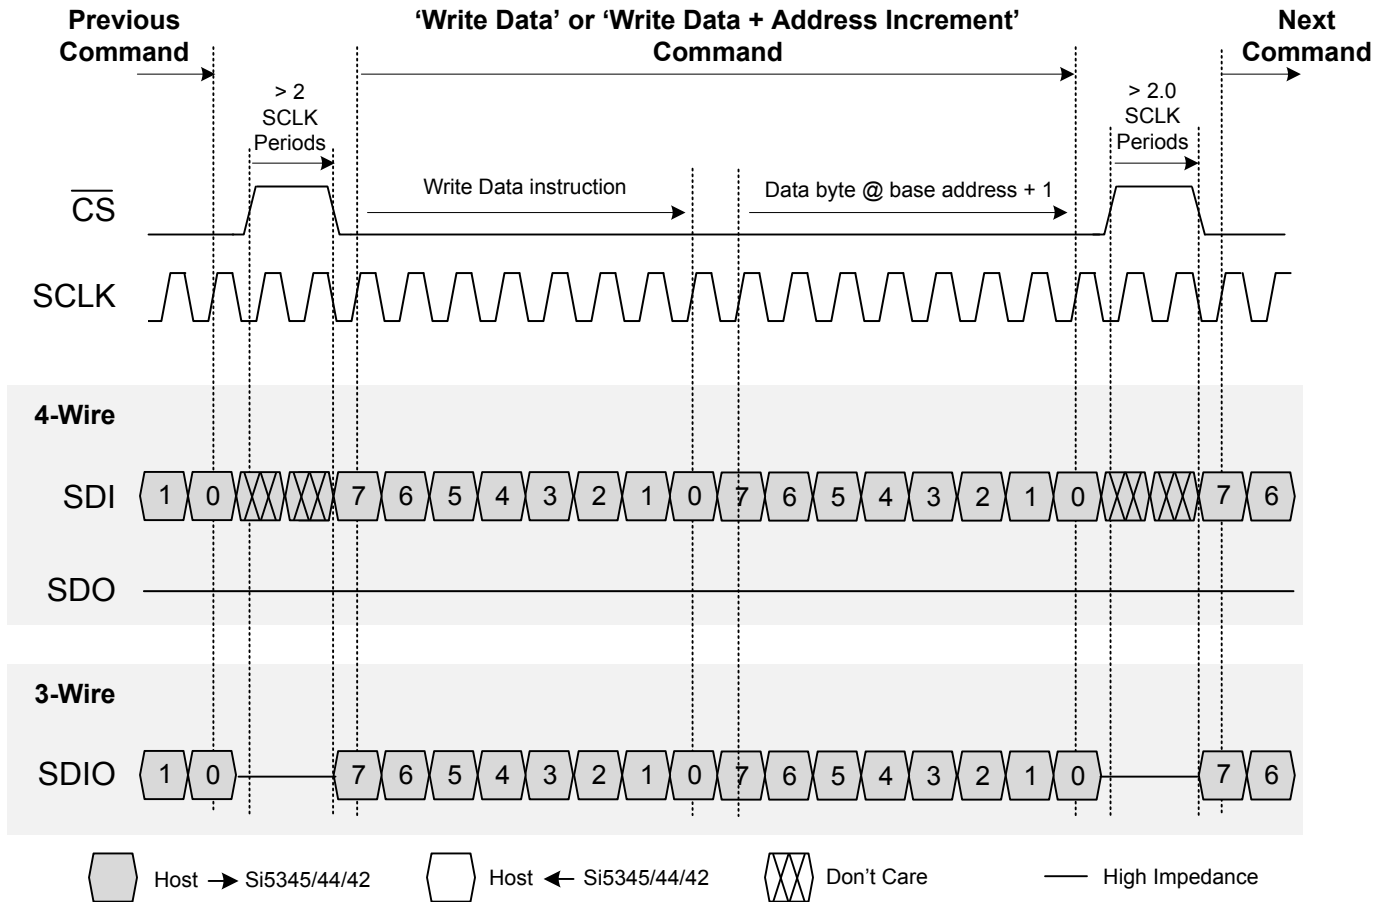 Previous
Command
‘Write Data’ or ‘Write Data + Address Increment’
Command
Next
Command
> 2
SCLK
Periods
> 2.0
SCLK
Periods
CS
Write Data instruction
Data byte @ base address + 1
SCLK
4-Wire
SDI 1 0 7 6 5 4 3 2 1 0 7 6 5 4 3 2 1 0 7 6
SDO
3-Wire
SDIO 1 0 7 6 5 4 3 2 1 0 7 6 5 4 3 2 1 0 7 6
Host → Si5345/44/42
Host ← Si5345/44/42
Don’t Care
High Impedance